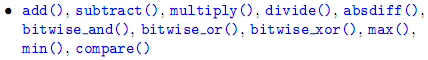 • add(), subtract(), multiply(), divide(), absdiff(),
bitwise_and(), bitwise_or(), bitwise_xor(), max(),
min(), compare()